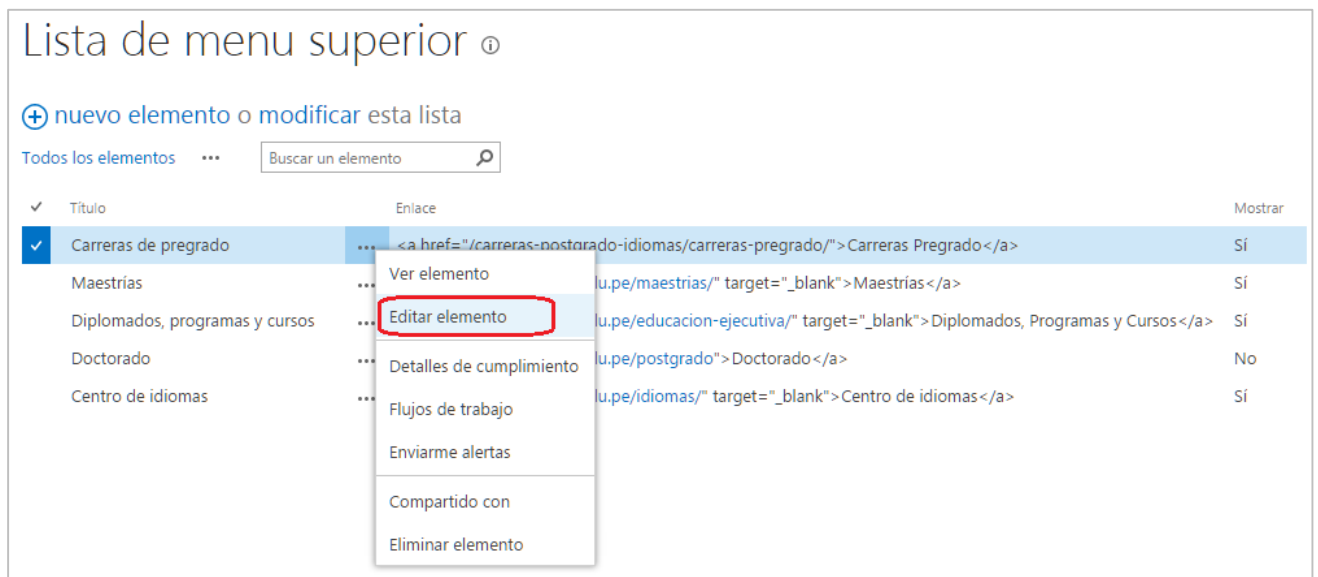 Lista de menu superior
nuevo elemento o modificar esta lista
Todos los elementos ... Buscar un elemento
Título Enlace Mostrar
Carreras de pregrado ... <a href="/carreras-postgrado-idiomas/carreras-pregrado/">Carreras Pregrado</a> Sí
Ver elemento
Maestrías ... lu.pe/maestrias/" target="_blank">Maestrías</a> Sí
Editar elemento
Diplomados, programas y cursos ... lu.pe/educacion-ejecutiva/" target="_blank">Diplomados, Programas y Cursos</a> Sí
Doctorado ... lu.pe/postgrado">Doctorado</a> No
Detalles de cumplimiento
Centro de idiomas ... lu.pe/idiomas/" target="_blank">Centro de idiomas</a> Sí
Flujos de trabajo
Enviarme alertas
Compartido con
Eliminar elemento